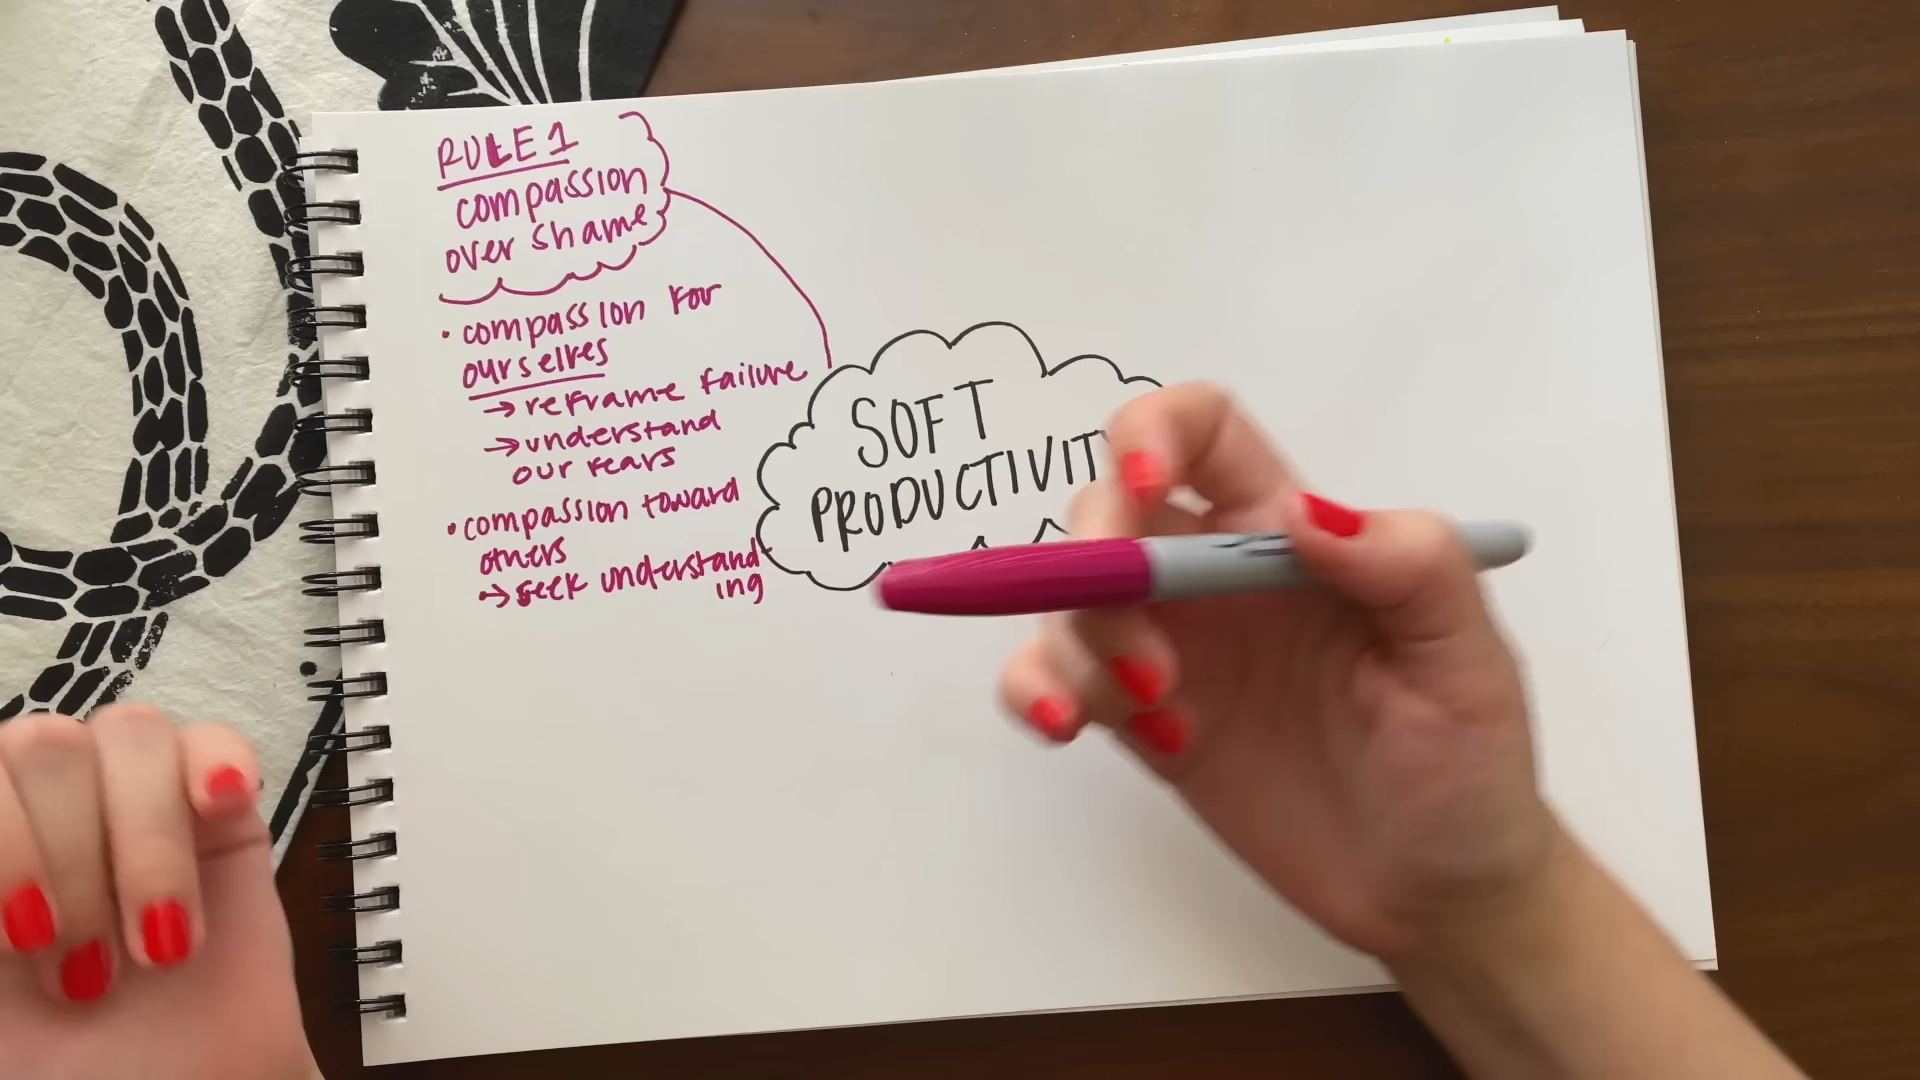 RULE 1
compassion
over shame
• compassion for
ourselves
→ reframe failure
→ understand
our fears
• compassion toward
others
→ seek understand
ing
SOFT
PRODUCTIVIT